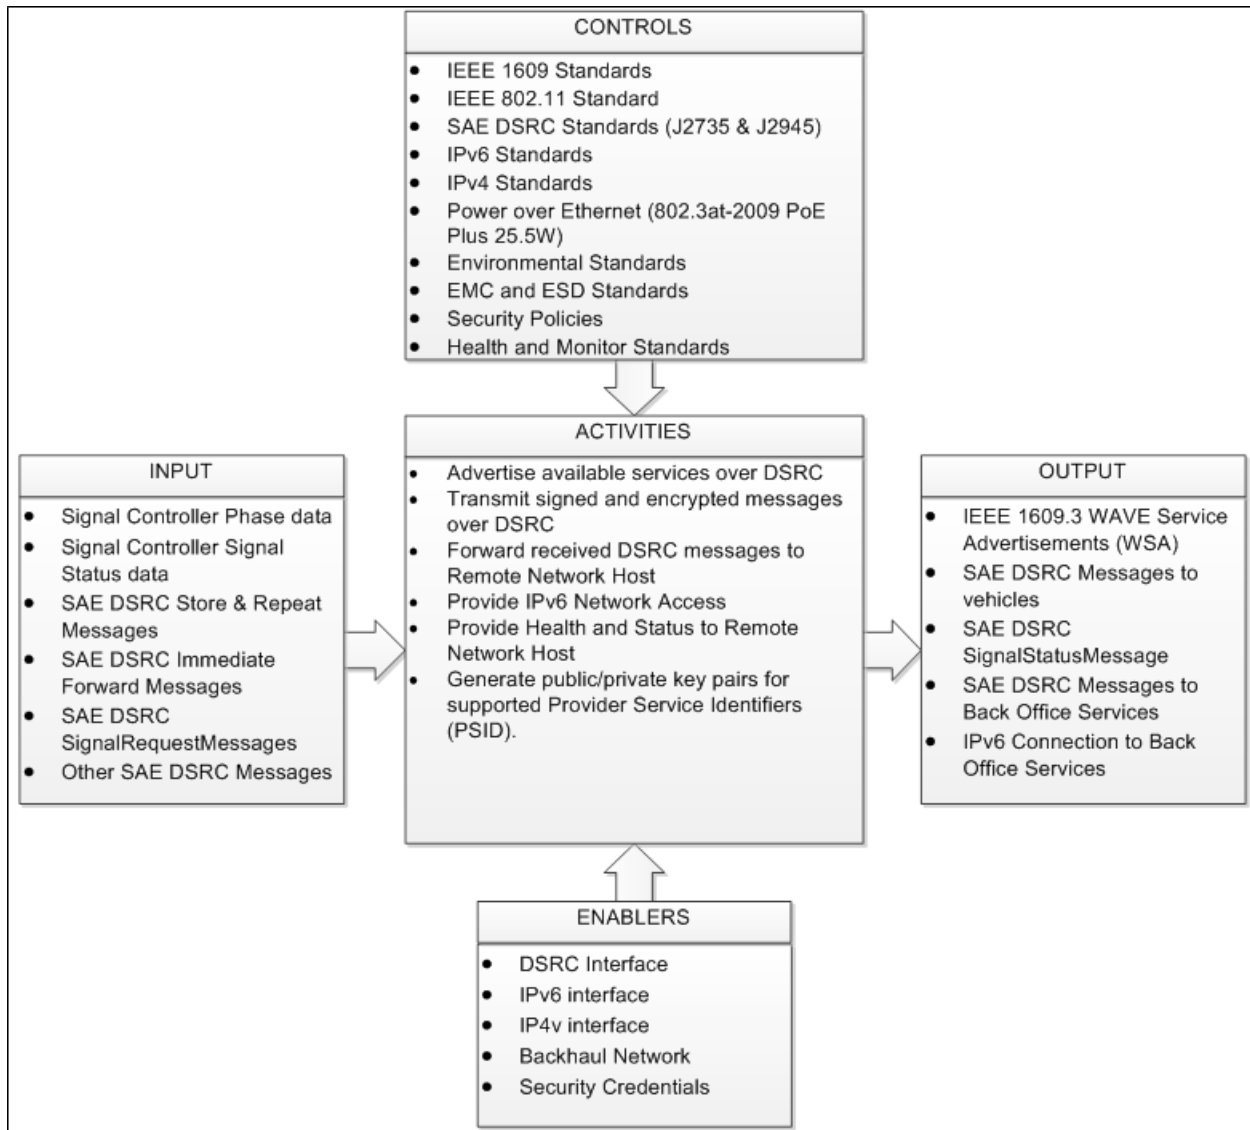 CONTROLS
• IEEE 1609 Standards
• IEEE 802.11 Standard
• SAE DSRC Standards (J2735 & J2945)
• IPv6 Standards
• IPv4 Standards
• Power over Ethernet (802.3at-2009 PoE
Plus 25.5W)
• Environmental Standards
• EMC and ESD Standards
• Security Policies
• Health and Monitor Standards
INPUT
• Signal Controller Phase data
• Signal Controller Signal
Status data
• SAE DSRC Store & Repeat
Messages
• SAE DSRC Immediate
Forward Messages
• SAE DSRC
SignalRequestMessages
• Other SAE DSRC Messages
ACTIVITIES
• Advertise available services over DSRC
• Transmit signed and encrypted messages
over DSRC
• Forward received DSRC messages to
Remote Network Host
• Provide IPv6 Network Access
• Provide Health and Status to Remote
Network Host
• Generate public/private key pairs for
supported Provider Service Identifiers
(PSID).
OUTPUT
• IEEE 1609.3 WAVE Service
Advertisements (WSA)
• SAE DSRC Messages to
vehicles
• SAE DSRC
SignalStatusMessage
• SAE DSRC Messages to
Back Office Services
• IPv6 Connection to Back
Office Services
ENABLERS
• DSRC Interface
• IPv6 interface
• IP4v interface
• Backhaul Network
• Security Credentials